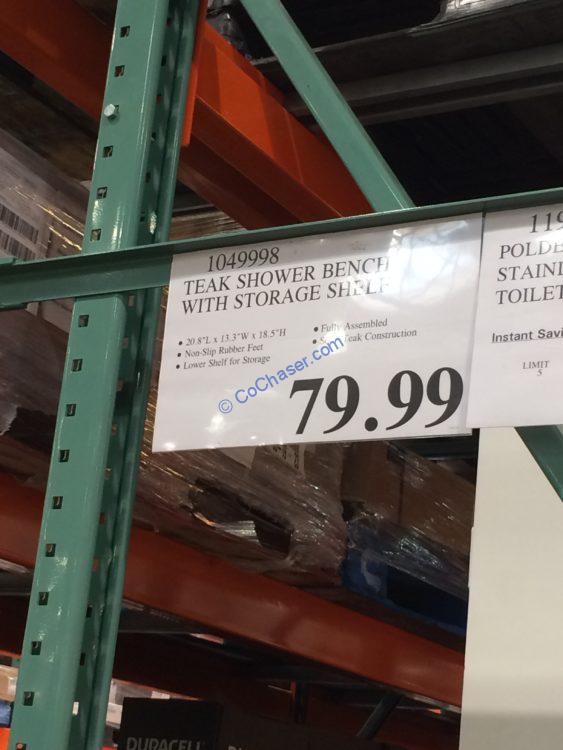 1049998
TEAK SHOWER BENCH
WITH STORAGE SHELF
• 20.8"L x 13.3"W x 18.5"H
• Non-Slip Rubber Feet
• Lower Shelf for Storage
• Fully Assembled
• Teak Construction
79.99
© CoChaser.com
119
POLDE
STAINL
TOILET
Instant Savi
LIMIT
5
DURACELL